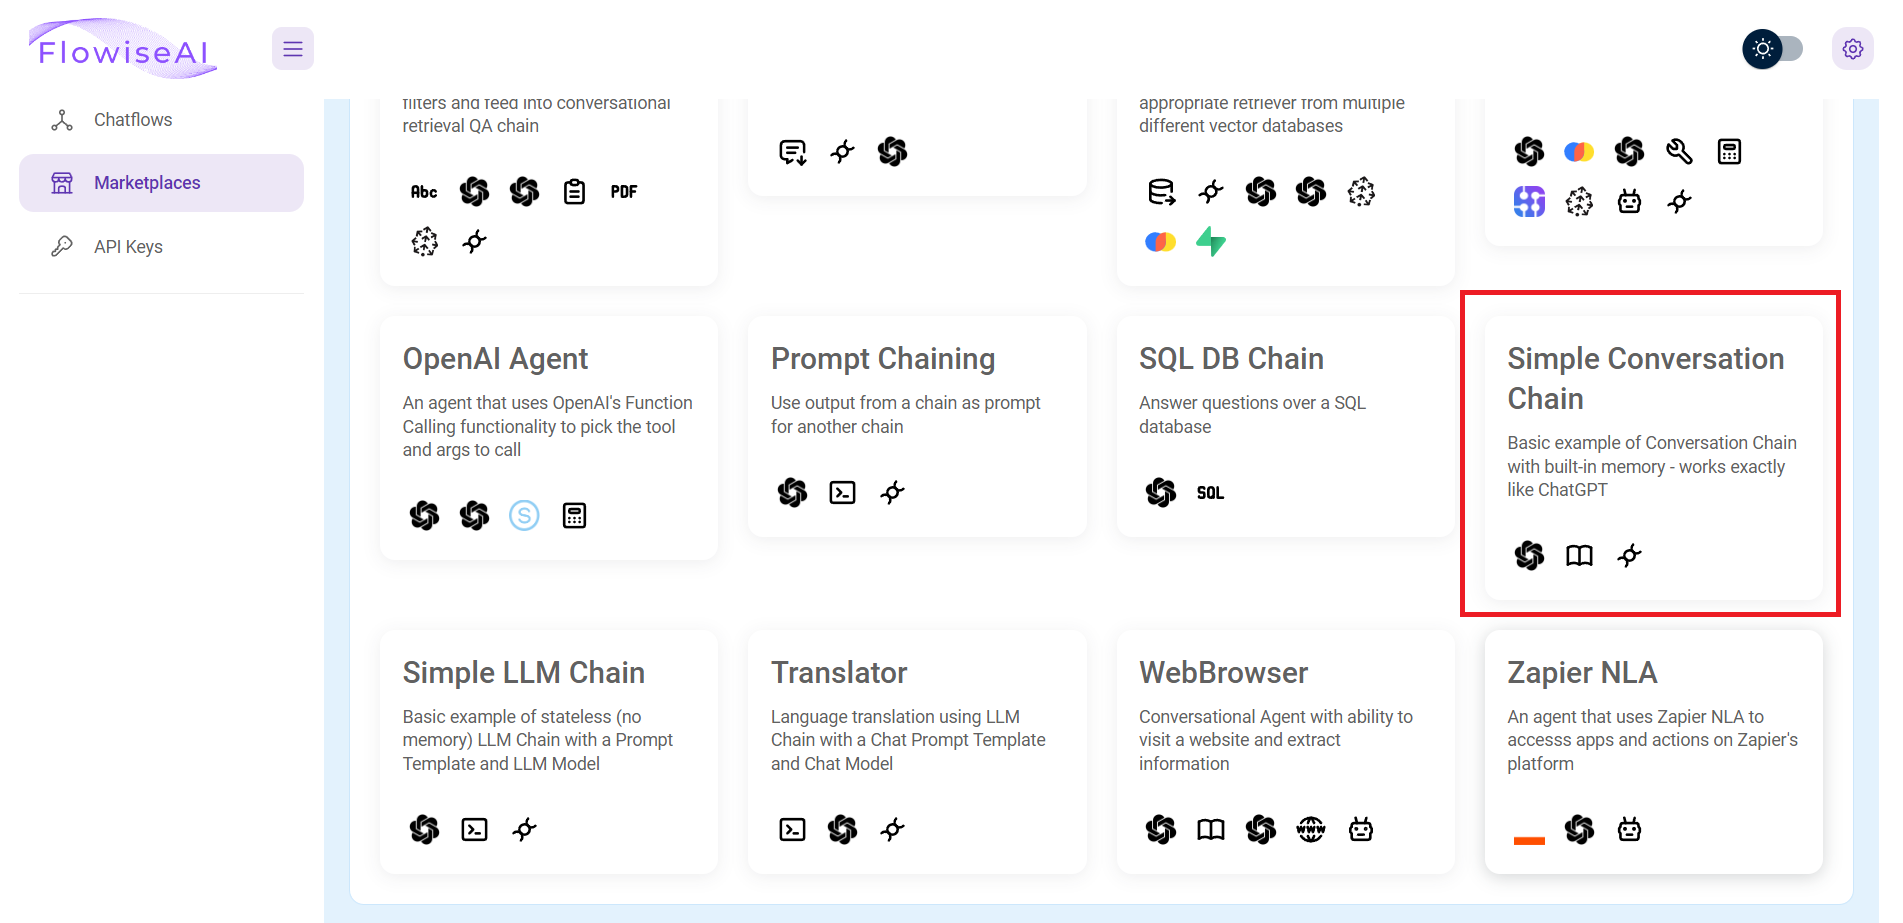 FlowiseAI
Chatflows
Marketplaces
API Keys
filters and feed into conversational
retrieval QA chain
Abc
PDF
appropriate retriever from multiple
different vector databases
OpenAI Agent
An agent that uses OpenAI's Function
Calling functionality to pick the tool
and args to call
S
Prompt Chaining
Use output from a chain as prompt
for another chain
SQL DB Chain
Answer questions over a SQL
database
SQL
Simple Conversation
Chain
Basic example of Conversation Chain
with built-in memory - works exactly
like ChatGPT
Simple LLM Chain
Basic example of stateless (no
memory) LLM Chain with a Prompt
Template and LLM Model
Translator
Language translation using LLM
Chain with a Chat Prompt Template
and Chat Model
WebBrowser
Conversational Agent with ability to
visit a website and extract
information
www
Zapier NLA
An agent that uses Zapier NLA to
accesss apps and actions on Zapier's
platform